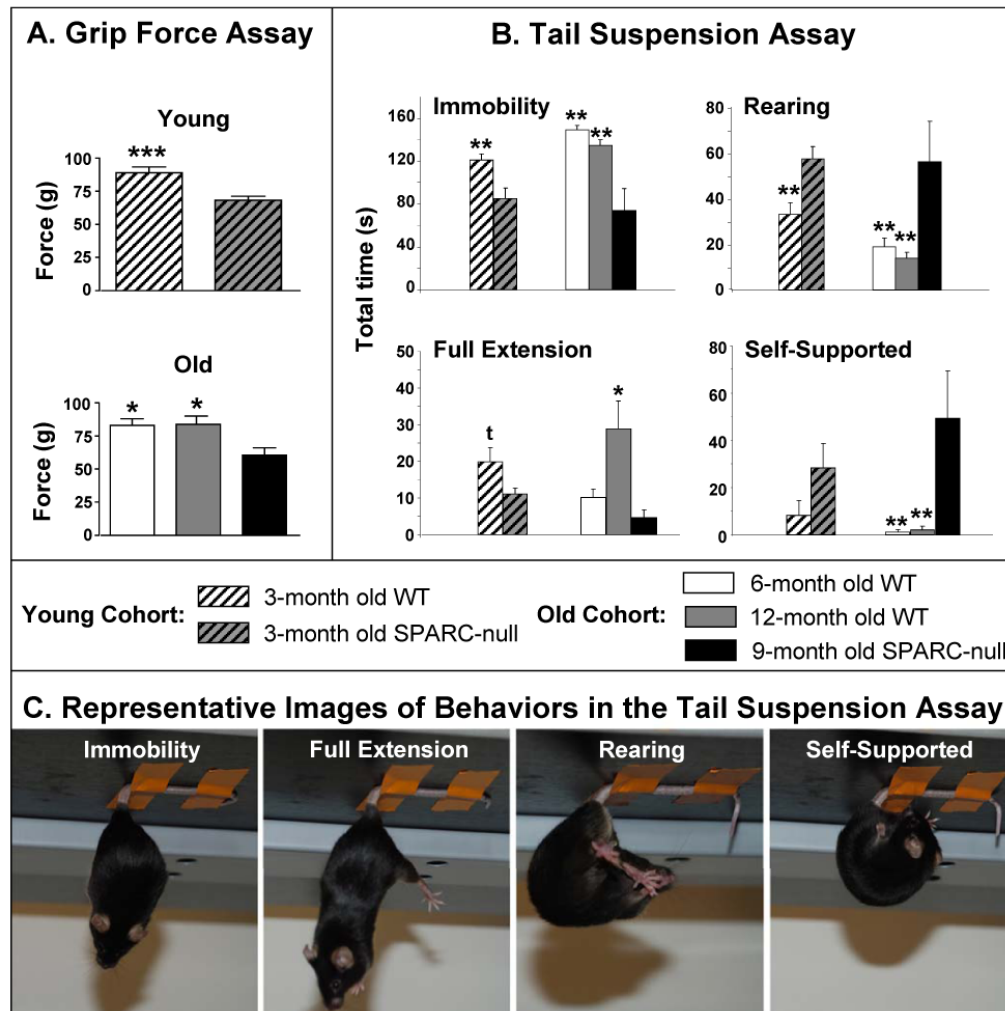 A. Grip Force Assay
Young
***
Force (g)
100
75
50
25
0
Old
* *
Force (g)
100
75
50
25
0
B. Tail Suspension Assay
Total time (s)
Immobility
** ** **
160
120
80
40
0
Rearing
** ** **
80
60
40
20
0
Full Extension
t *
50
40
30
20
10
0
Self-Supported
** **
80
60
40
20
0
Young Cohort:
3-month old WT
3-month old SPARC-null
Old Cohort:
6-month old WT
12-month old WT
9-month old SPARC-null
C. Representative Images of Behaviors in the Tail Suspension Assay
Immobility
Full Extension
Rearing
Self-Supported